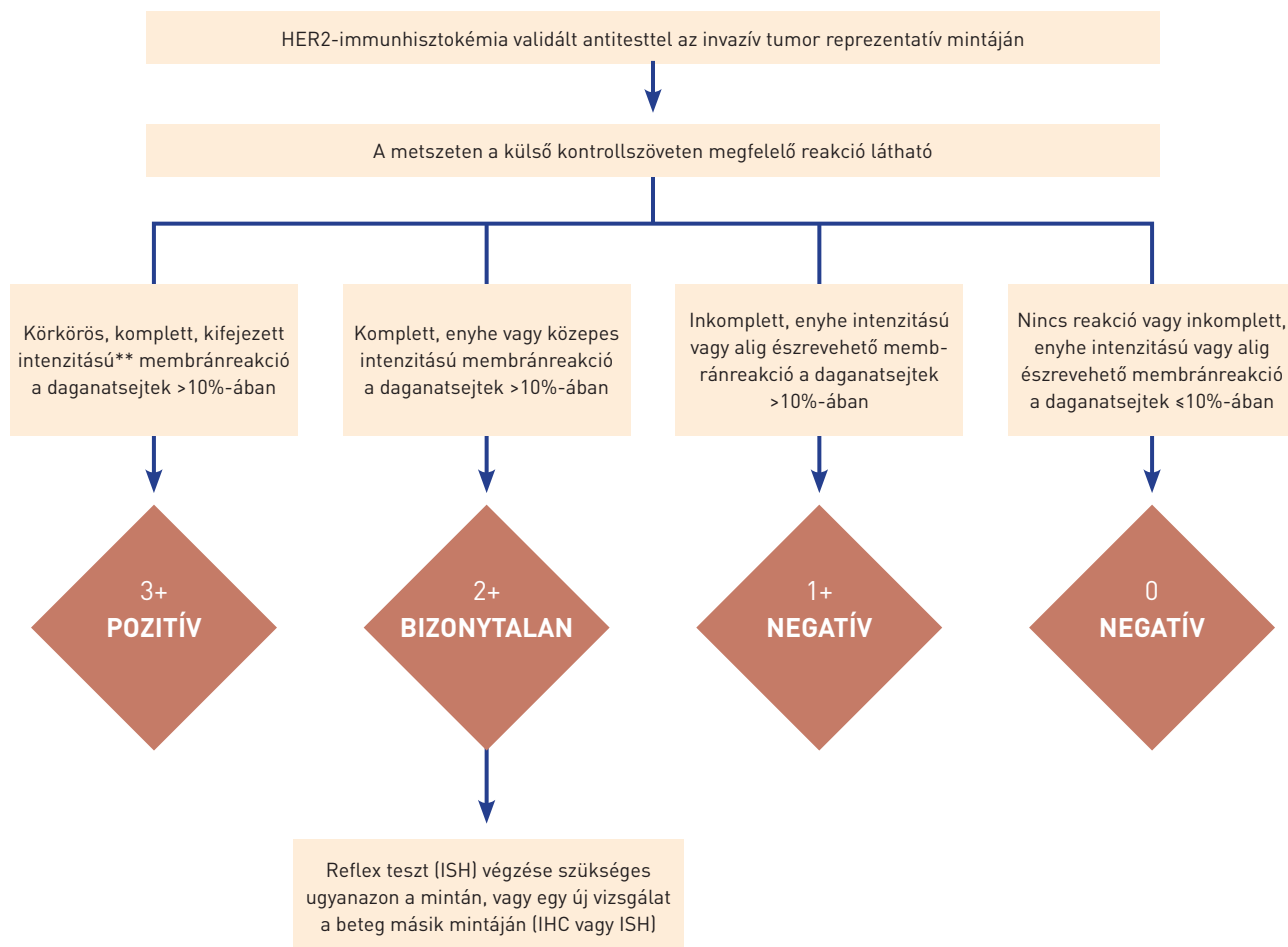 HER2-immunhisztokémia validált antitesttel az invazív tumor reprezentatív mintáján
A metszeten a külső kontrollszöveten megfelelő reakció látható
Körkörös, komplett, kifejezett
intenzitású** membránreakció
a daganatsejtek >10%-ában
Komplett, enyhe vagy közepes
intenzitású membránreakció
a daganatsejtek >10%-ában
Inkomplett, enyhe intenzitású
vagy alig észrevehető memb-
ránreakció a daganatsejtek
>10%-ában
Nincs reakció vagy inkomplett,
enyhe intenzitású vagy alig
észrevehető membránreakció
a daganatsejtek ≤10%-ában
3+
POZITÍV
2+
BIZONYTALAN
1+
NEGATÍV
0
NEGATÍV
Reflex teszt (ISH) végzése szükséges
ugyanazon a mintán, vagy egy új vizsgálat
a beteg másik mintáján (IHC vagy ISH)